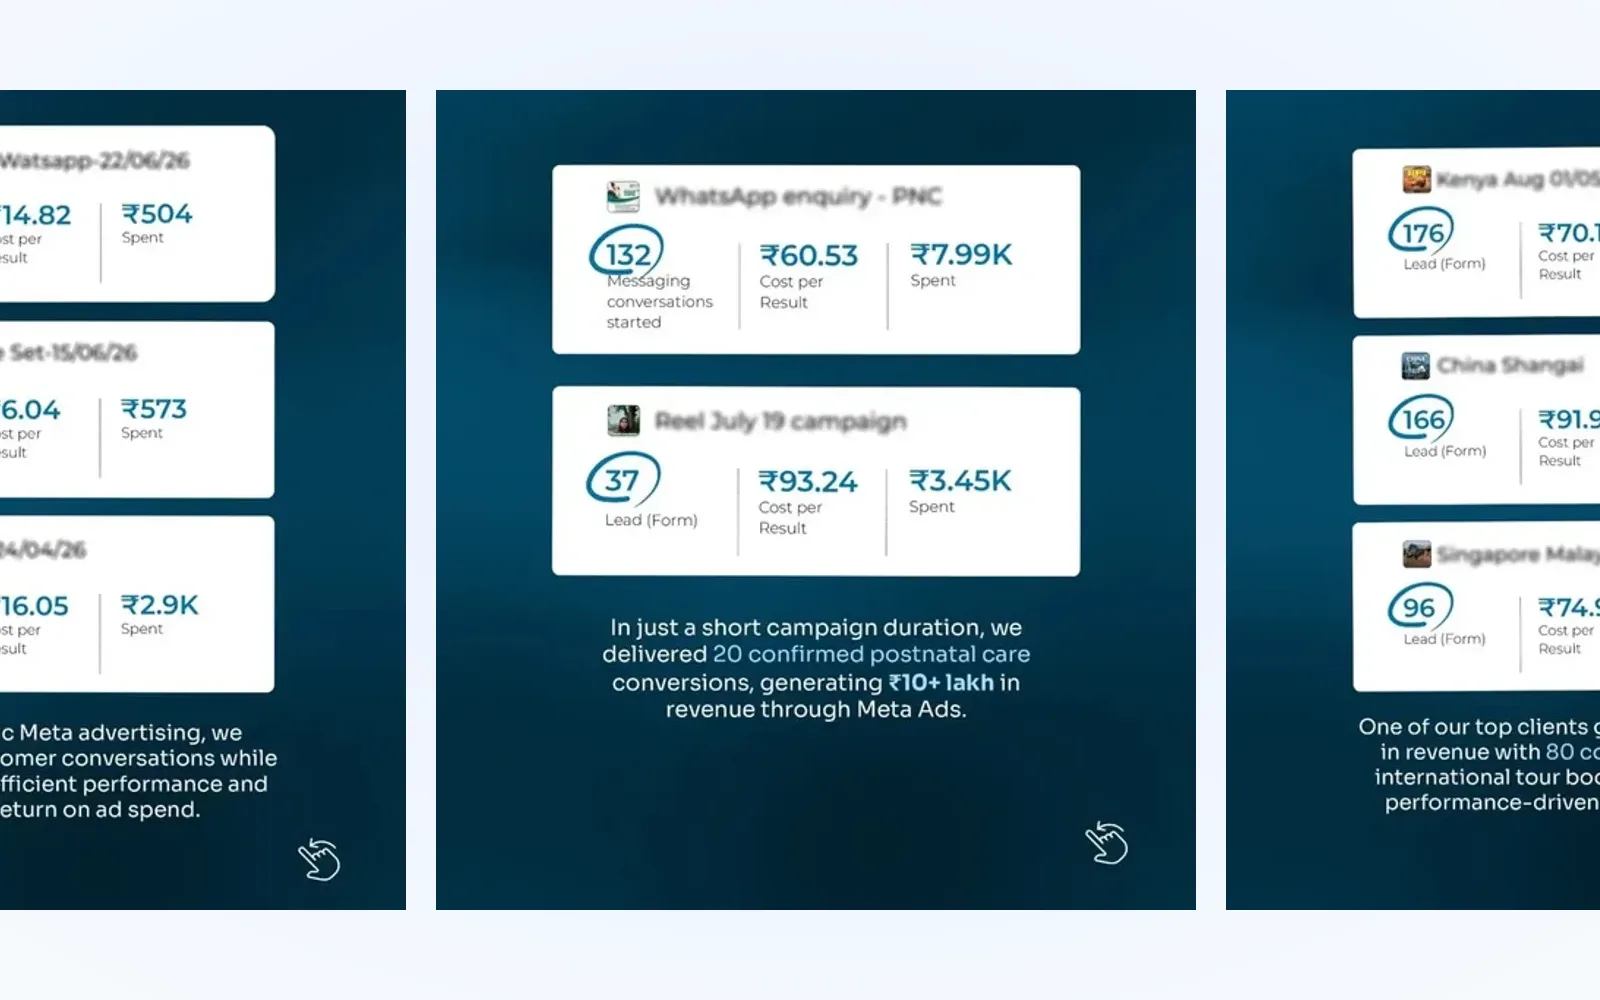 Watsapp-22/06/26
₹14.82
₹504
ost per
Spent
sult
e Set-15/06/26
₹6.04
₹573
ost per
Spent
sult
24/04/26
₹16.05
₹2.9K
ost per
Spent
sult
c Meta advertising, we
omer conversations while
fficient performance and
eturn on ad spend.
WhatsApp enquiry - PNC
132
₹60.53
₹7.99K
Messaging
conversations
started
Cost per
Result
Spent
Reel July 19 campaign
37
₹93.24
₹3.45K
Lead (Form)
Cost per
Result
Spent
In just a short campaign duration, we
delivered 20 confirmed postnatal care
conversions, generating ₹10+ lakh in
revenue through Meta Ads.
Kenya Aug 01/05
176
₹70.1
Lead (Form)
Cost per
Result
China Shangai
166
₹91.9
Lead (Form)
Cost per
Result
Singapore Malay
96
₹74.9
Lead (Form)
Cost per
Result
One of our top clients g
in revenue with 80 co
international tour boo
performance-driven